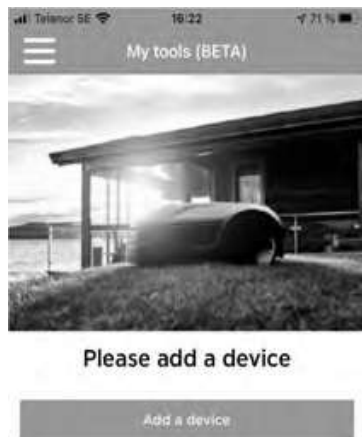 Telenor SE 16:22 71 %
My tools (BETA)
Please add a device
Add a device